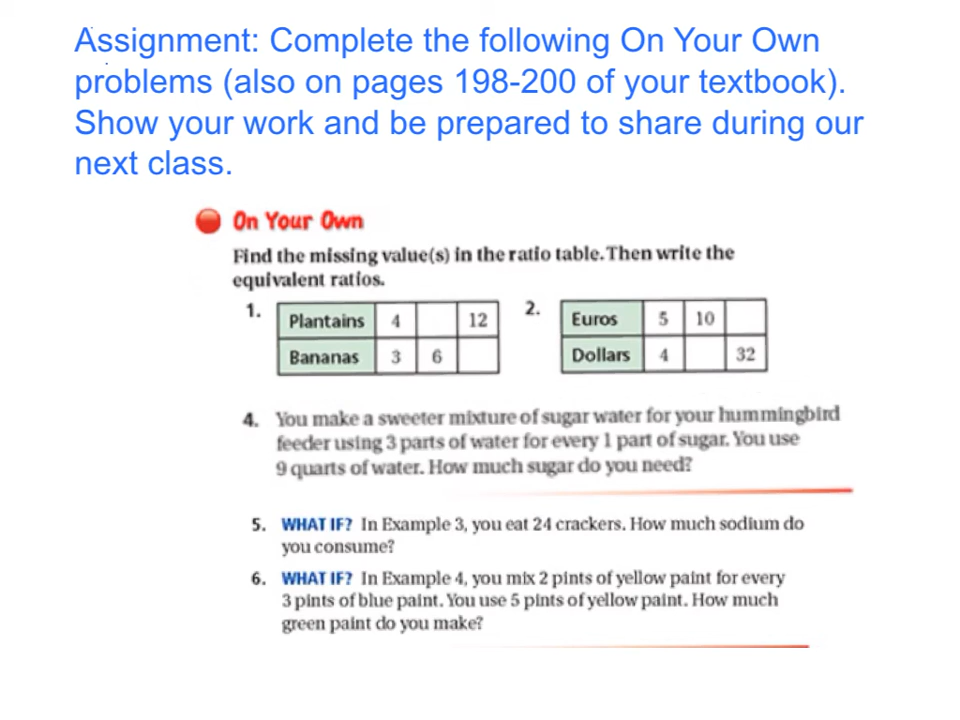 Assignment: Complete the following On Your Own
problems (also on pages 198-200 of your textbook).
Show your work and be prepared to share during our
next class.
On Your Own
Find the missing value(s) in the ratio table. Then write the
equivalent ratios.
1.
Plantains 4 12
Bananas 3 6
2.
Euros 5 10
Dollars 4 32
4. You make a sweeter mixture of sugar water for your hummingbird
feeder using 3 parts of water for every 1 part of sugar. You use
9 quarts of water. How much sugar do you need?
5. WHAT IF? In Example 3, you eat 24 crackers. How much sodium do
you consume?
6. WHAT IF? In Example 4, you mix 2 pints of yellow paint for every
3 pints of blue paint. You use 5 pints of yellow paint. How much
green paint do you make?